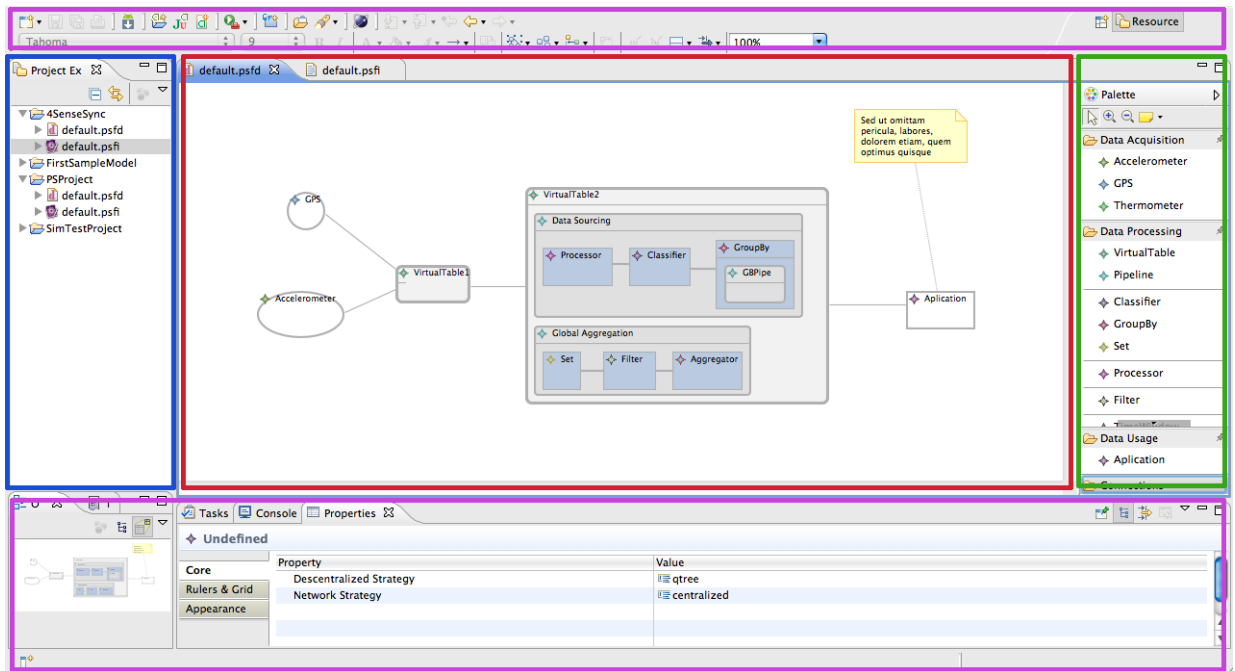 Resource
Tahoma
9
100%
Project Ex
default.psfd
default.psfi
4SenseSync
default.psfd
default.psfi
FirstSampleModel
PSProject
default.psfd
default.psfi
SimTestProject
Sed ut omittam
pericula, labores,
dolorem etiam, quem
optimus quisque
GPS
Accelerometer
VirtualTable1
VirtualTable2
Data Sourcing
Processor
Classifier
GroupBy
GBPipe
Global Aggregation
Set
Filter
Aggregator
Aplication
Palette
Data Acquisition
Accelerometer
GPS
Thermometer
Data Processing
VirtualTable
Pipeline
Classifier
GroupBy
Set
Processor
Filter
Data Usage
Aplication
Connections
Tasks
Console
Properties
Undefined
Core
Rulers & Grid
Appearance
Property
Value
Descentralized Strategy
qtree
Network Strategy
centralized